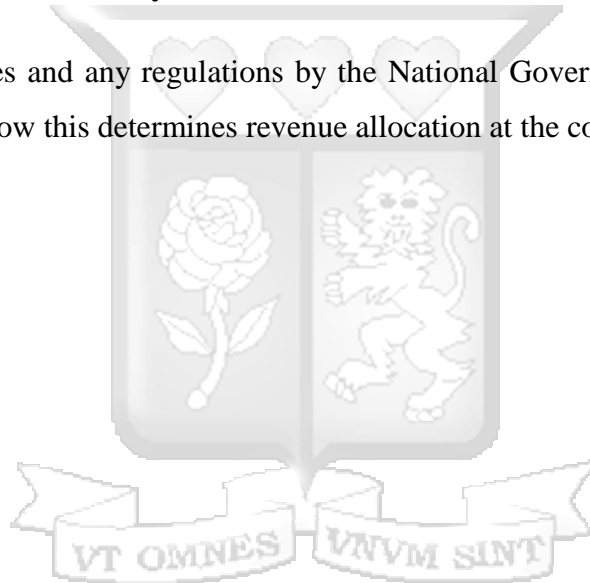 es and any regulations by the National Govern
ow this determines revenue allocation at the co
VT OMNES VNVM SINT